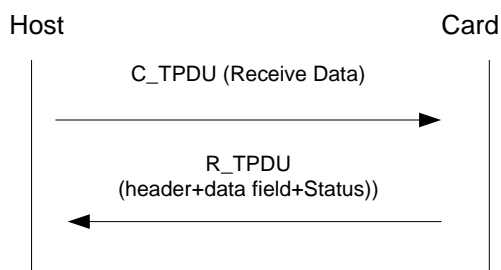 Host
Card
C_TPDU (Receive Data)
R_TPDU
(header+data field+Status))